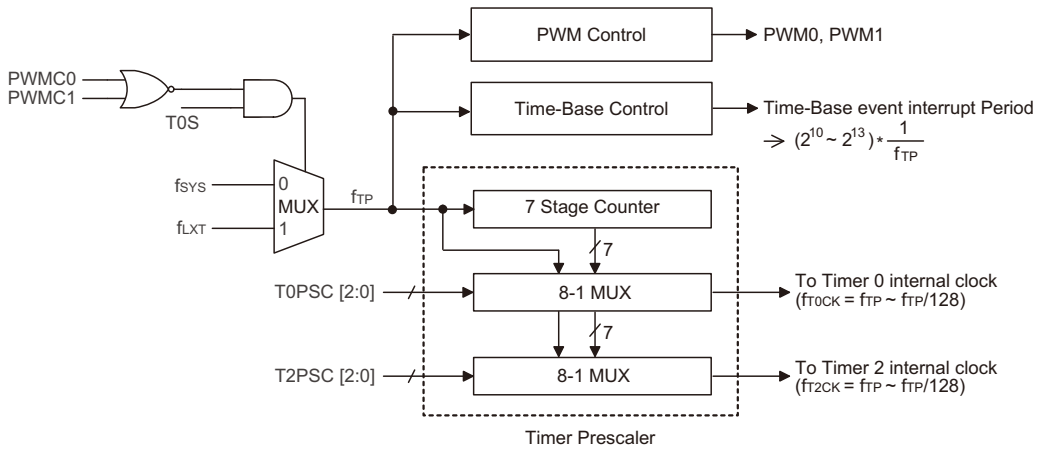 PWM Control
PWM0, PWM1
PWMC0
PWMC1
T0S
Time-Base Control
Time-Base event interrupt Period
→ (2^10 ~ 2^13) * 1/fTP
fSYS
0
MUX
fLXT
1
fTP
7 Stage Counter
7
T0PSC [2:0]
8-1 MUX
To Timer 0 internal clock
(fT0CK = fTP ~ fTP/128)
7
T2PSC [2:0]
8-1 MUX
To Timer 2 internal clock
(fT2CK = fTP ~ fTP/128)
Timer Prescaler